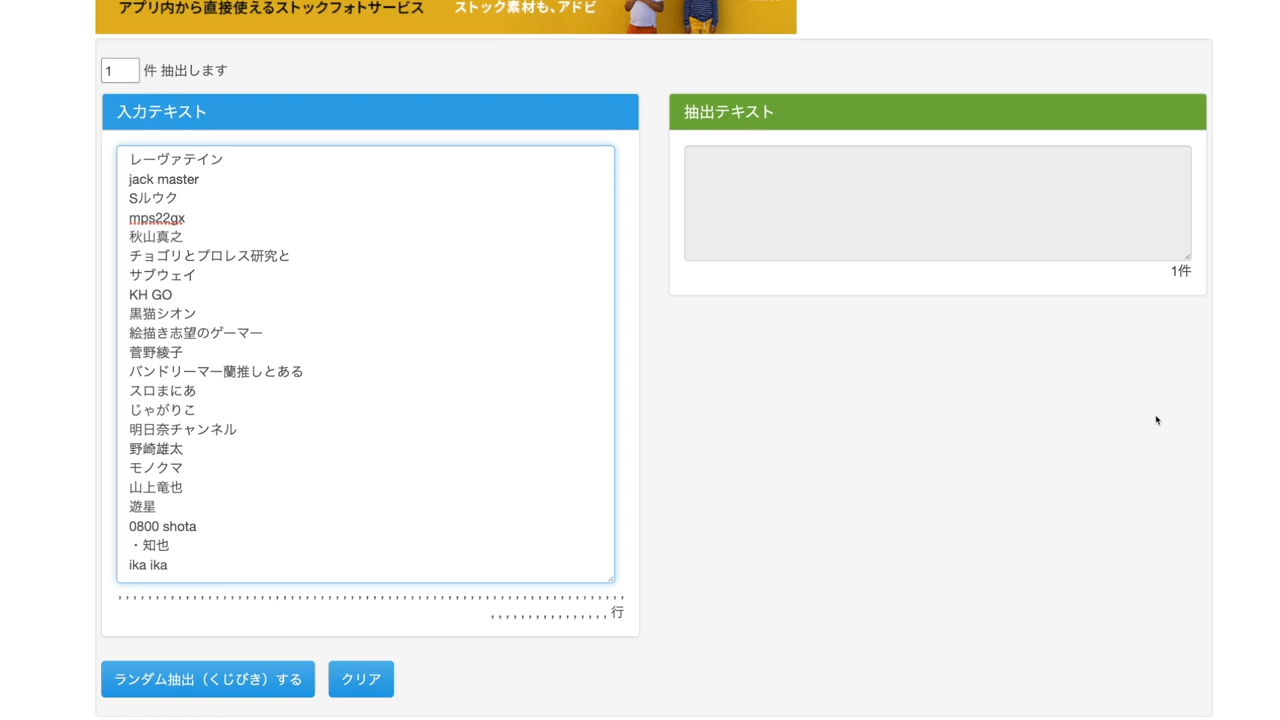 アプリ内から直接使えるストックフォトサービス ストック素材も、アドビ
1 件 抽出します
入力テキスト
抽出テキスト
レーヴァテイン
jack master
Sルウク
mps22gx
秋山真之
チョゴリとプロレス研究と
サブウェイ
KH GO
黒猫シオン
絵描き志望のゲーマー
菅野綾子
バンドリーマー蘭推しとある
スロまにあ
じゃがりこ
明日奈チャンネル
野崎雄太
モノクマ
山上竜也
遊星
0800 shota
・知也
ika ika
1件
,,,,,,,,,,,,,,,,,,,,,,,,,,,,,,,,,,,,,,,,,,,,,,,,,,,,,,,,,,,,,,,,,,,,
,,,,,,,,,,,,,,,,行
ランダム抽出（くじびき）する クリア